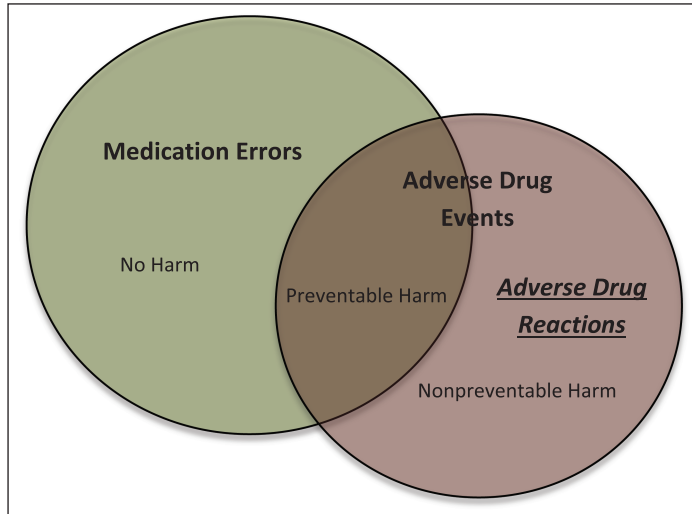 Medication Errors
No Harm
Adverse Drug
Events
Preventable Harm
Adverse Drug
Reactions
Nonpreventable Harm